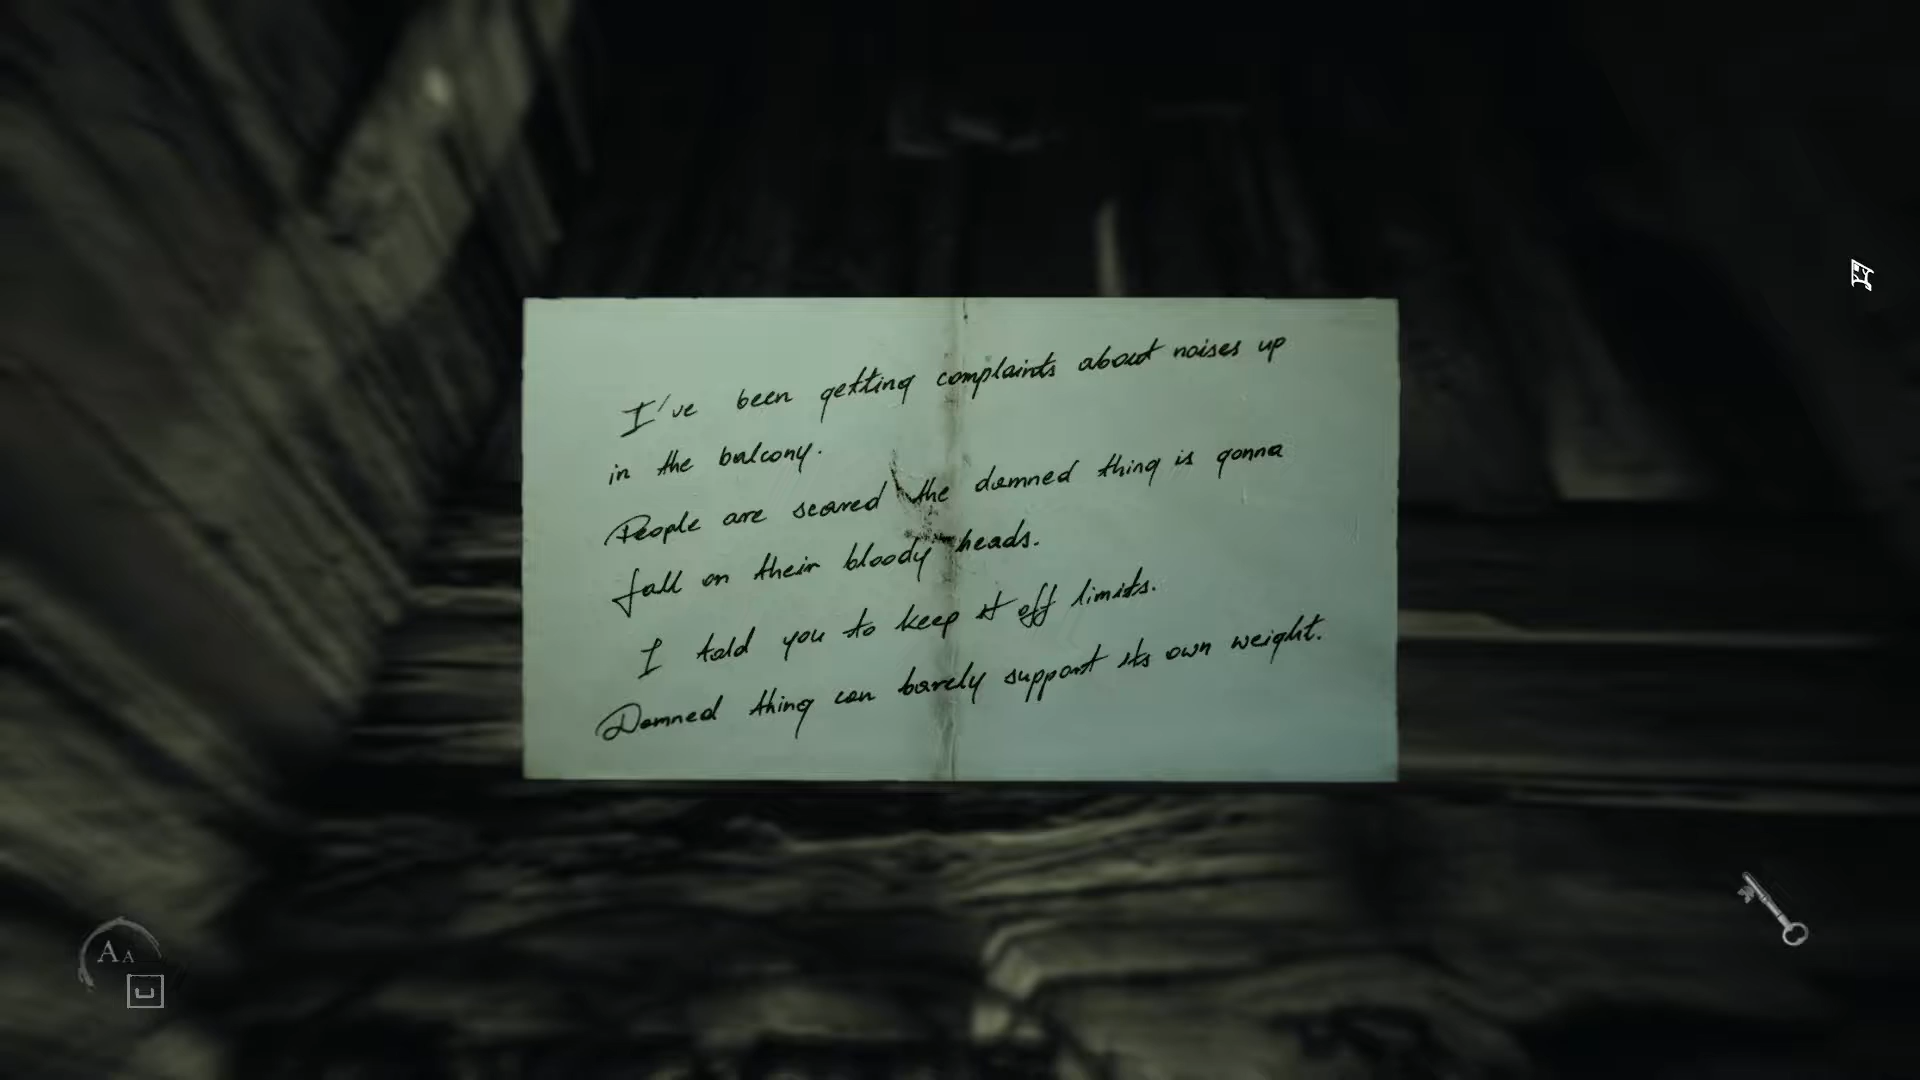 I've been getting complaints about noises up
in the balcony.
People are scared the damned thing is gonna
fall on their bloody heads.
I told you to keep it off limits.
Damned thing can barely support its own weight.
AA